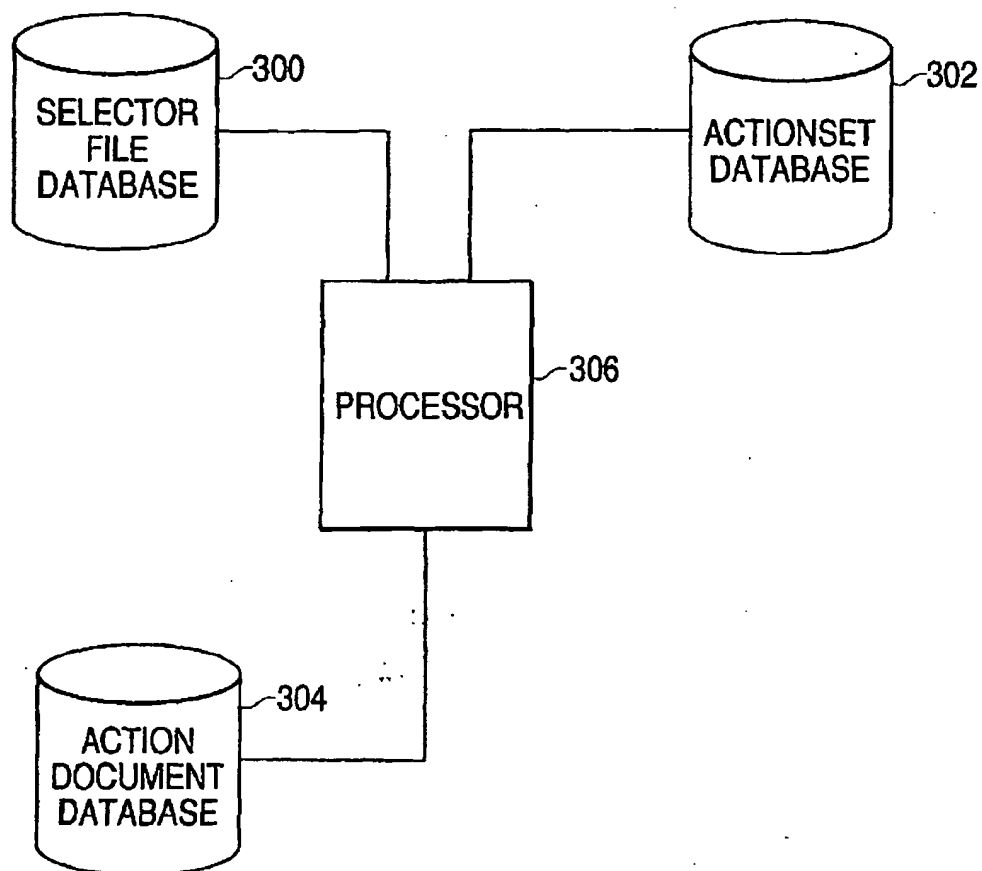 300
SELECTOR
FILE
DATABASE
302
ACTIONSET
DATABASE
306
PROCESSOR
304
ACTION
DOCUMENT
DATABASE